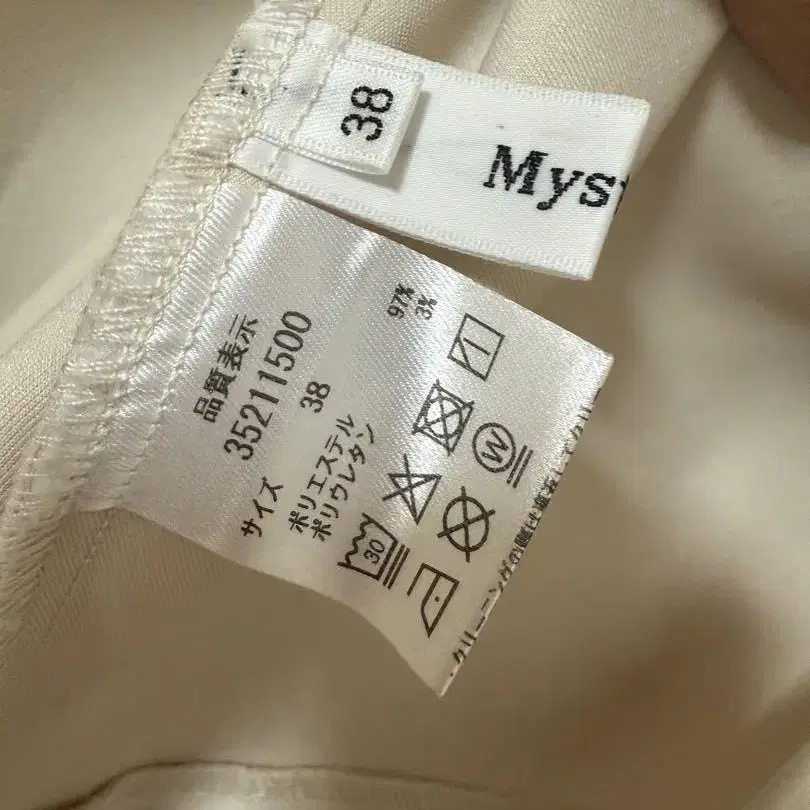 38
Mys
品質表示
35211500
サイズ 38
ポリエステル 97%
ポリウレタン 3%
30
W